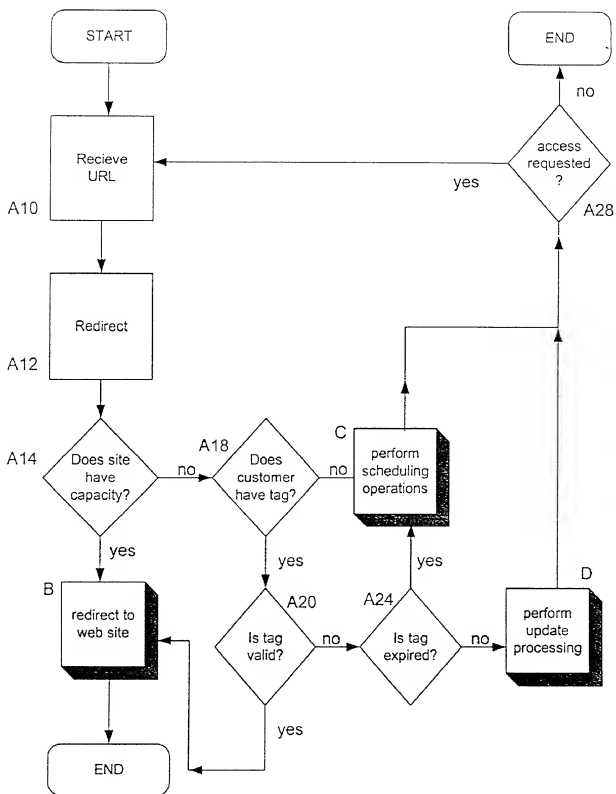 START
END
no
Recieve
URL
access
requested
?
yes
A10
A28
Redirect
A12
A14
Does site
have
capacity?
no
A18
Does
customer
have tag?
no
C
perform
scheduling
operations
yes
yes
yes
B
redirect to
web site
A20
Is tag
valid?
no
A24
Is tag
expired?
no
D
perform
update
processing
yes
END